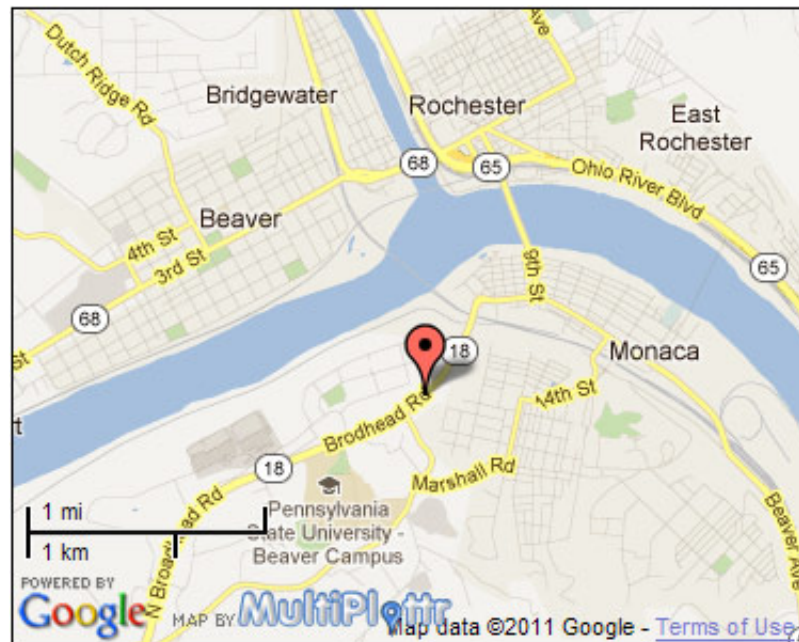 Ave
Dutch Ridge Rd
Bridgewater
Rochester
East
Rochester
68
65
Ohio River Blvd
Beaver
4th St
3rd St
9th St
65
68
St
18
Monaca
14th St
Brodhead Rd
18
Marshall Rd
Pennsylvania
State University -
Beaver Campus
N Broadhead Rd
Beaver Ave
1 mi
1 km
POWERED BY
Google
MAP BY MultiPlottr
Map data ©2011 Google - Terms of Use